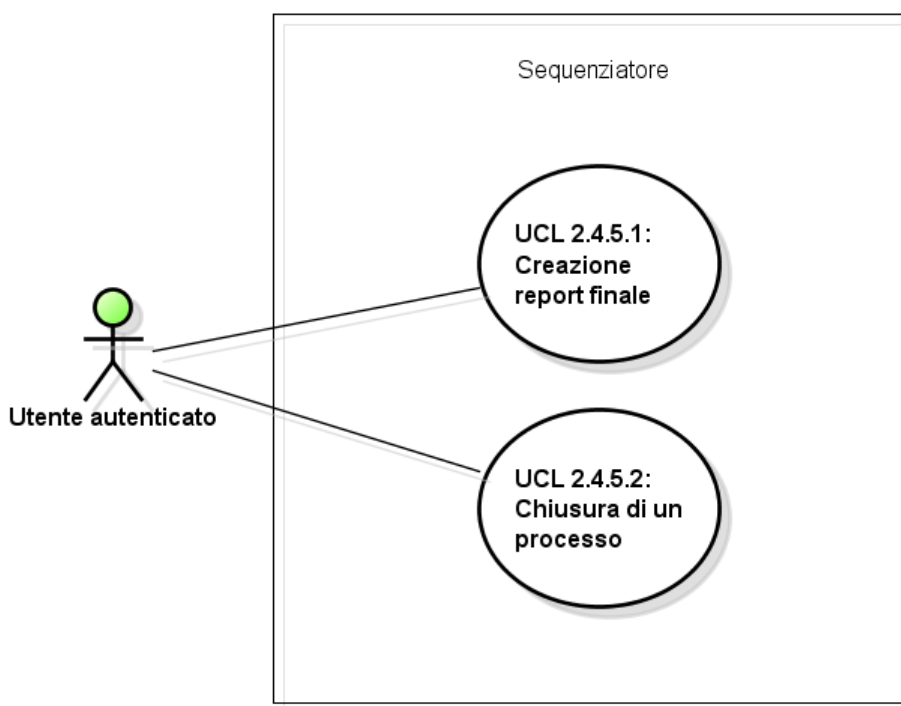 Sequenziatore
UCL 2.4.5.1:
Creazione
report finale
Utente autenticato
UCL 2.4.5.2:
Chiusura di un
processo